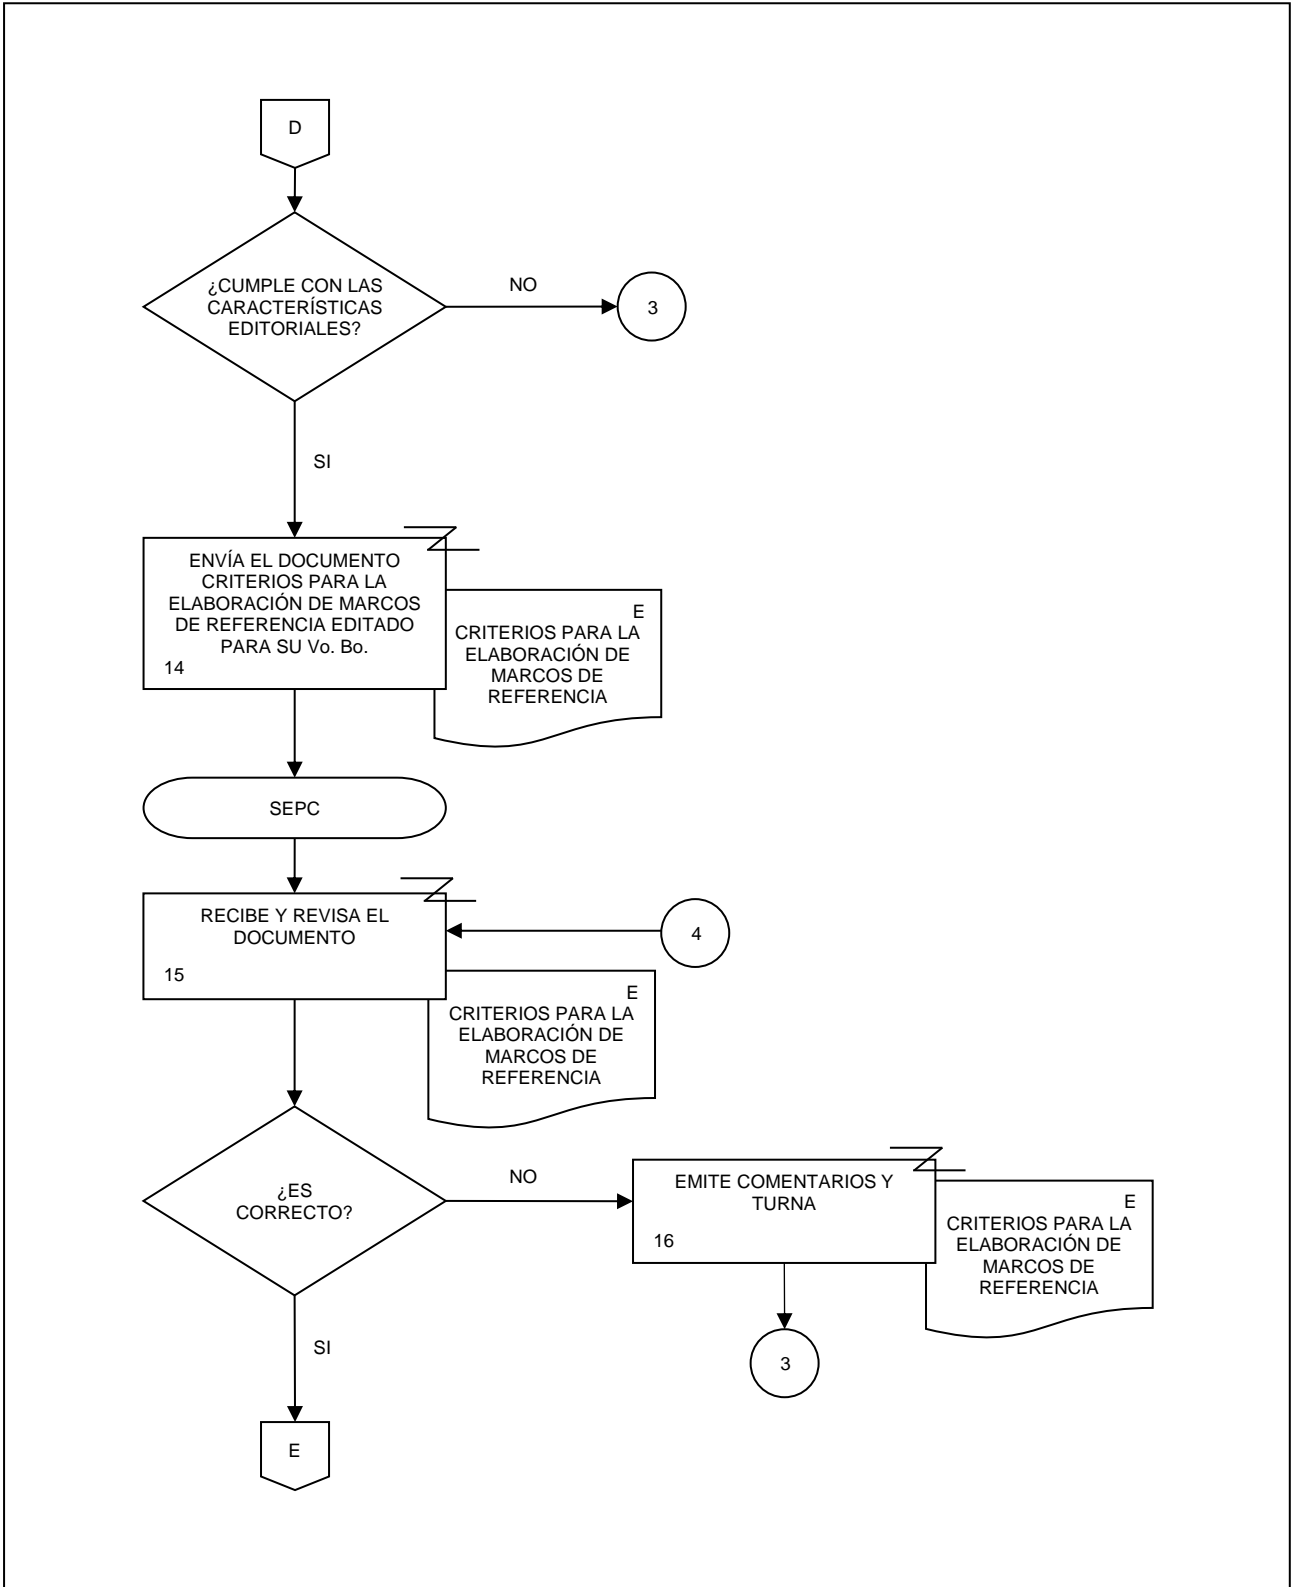 D
¿CUMPLE CON LAS
CARACTERÍSTICAS
EDITORIALES?
NO
3
SI
ENVÍA EL DOCUMENTO
CRITERIOS PARA LA
ELABORACIÓN DE MARCOS
DE REFERENCIA EDITADO
PARA SU Vo. Bo.
14
E
CRITERIOS PARA LA
ELABORACIÓN DE
MARCOS DE
REFERENCIA
SEPC
RECIBE Y REVISA EL
DOCUMENTO
15
4
E
CRITERIOS PARA LA
ELABORACIÓN DE
MARCOS DE
REFERENCIA
¿ES
CORRECTO?
NO
EMITE COMENTARIOS Y
TURNA
16
E
CRITERIOS PARA LA
ELABORACIÓN DE
MARCOS DE
REFERENCIA
3
SI
E